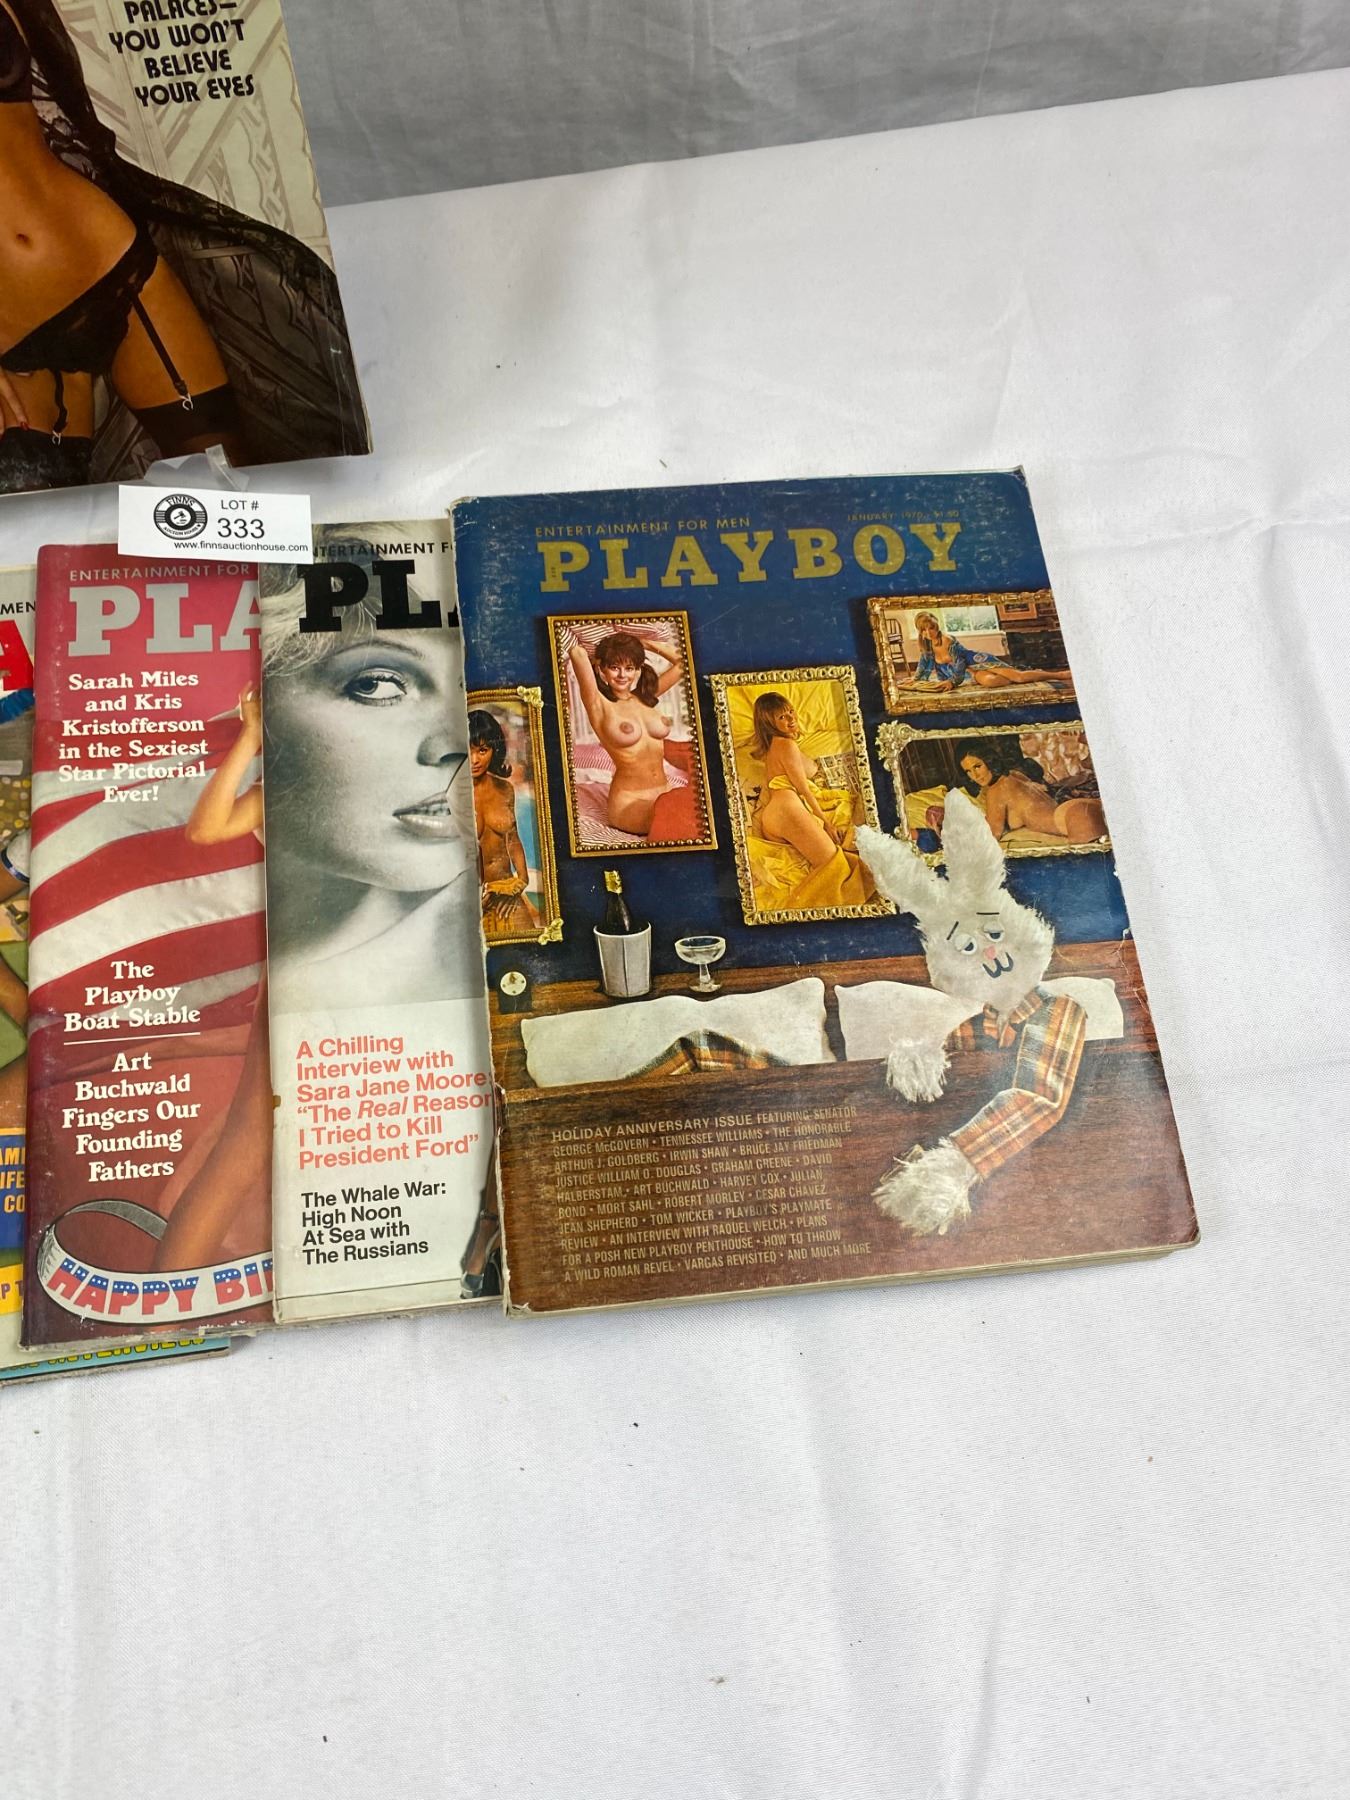 PALACES—
YOU WON'T
BELIEVE
YOUR EYES
FINNS
AUCTION HOUSE
LOT #
333
www.finnsauctionhouse.com
MEN
A
ENTERTAINMENT FOR
PLA
Sarah Miles
and Kris
Kristofferson
in the Sexiest
Star Pictorial
Ever!
The
Playboy
Boat Stable
Art
Buchwald
Fingers Our
Founding
Fathers
HAPPY BI
CO
ENTERTAINMENT F
PL
A Chilling
Interview with
Sara Jane Moore:
"The Real Reason
I Tried to Kill
President Ford"
The Whale War:
High Noon
At Sea with
The Russians
ENTERTAINMENT FOR MEN
JANUARY 1970 • $1.50
PLAYBOY
HOLIDAY ANNIVERSARY ISSUE FEATURING SENATOR
GEORGE McGOVERN • TENNESSEE WILLIAMS • THE HONORABLE
ARTHUR J. GOLDBERG • IRWIN SHAW • BRUCE JAY FRIEDMAN
JUSTICE WILLIAM O. DOUGLAS • GRAHAM GREENE • DAVID
HALBERSTAM • ART BUCHWALD • HARVEY COX • JULIAN
BOND • MORT SAHL • ROBERT MORLEY • CESAR CHAVEZ
JEAN SHEPHERD • TOM WICKER • PLAYBOY'S PLAYMATE
REVIEW • AN INTERVIEW WITH RAQUEL WELCH • PLANS
FOR A POSH NEW PLAYBOY PENTHOUSE • HOW TO THROW
A WILD ROMAN REVEL • VARGAS REVISITED • AND MUCH MORE